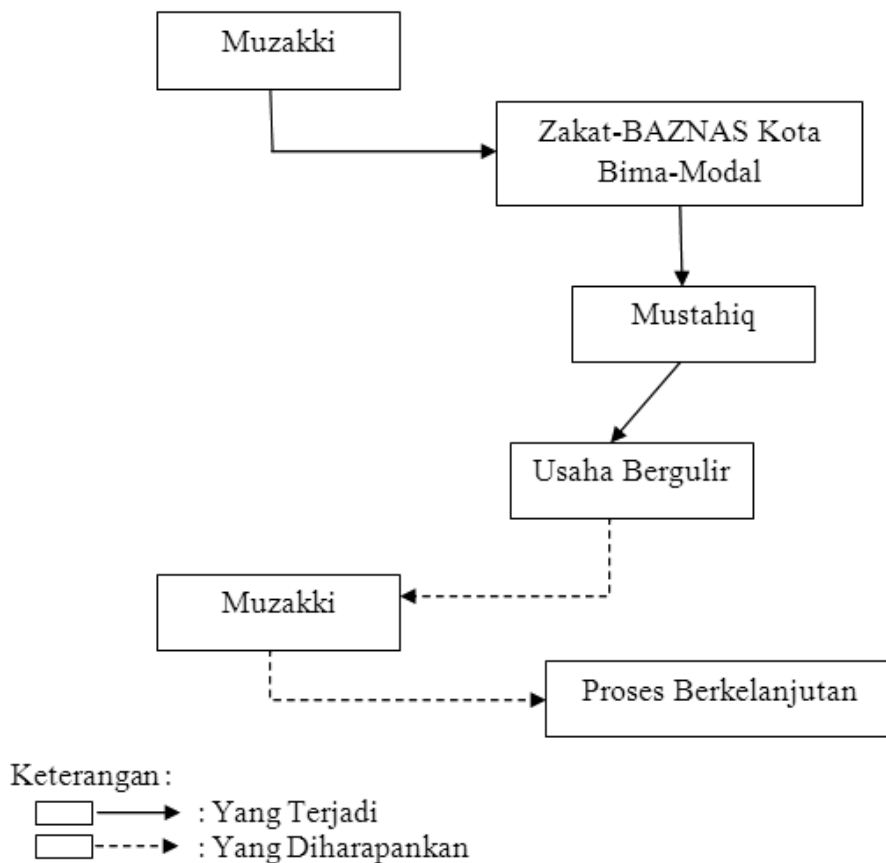 Muzakki
Zakat-BAZNAS Kota
Bima-Modal
Mustahiq
Usaha Bergulir
Muzakki
Proses Berkelanjutan
Keterangan :
: Yang Terjadi
: Yang Diharapankan